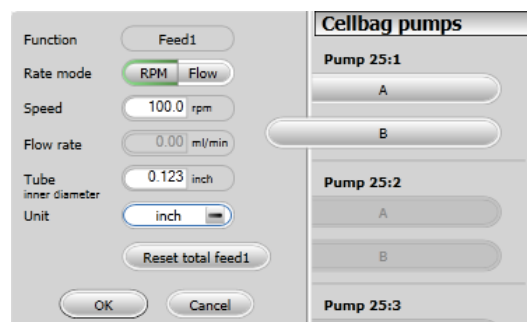 Function Feed1
Rate mode RPM Flow
Speed 100.0 rpm
Flow rate 0.00 ml/min
Tube 0.123 inch
inner diameter
Unit inch
Reset total feed1
OK Cancel
Cellbag pumps
Pump 25:1
A
B
Pump 25:2
A
B
Pump 25:3